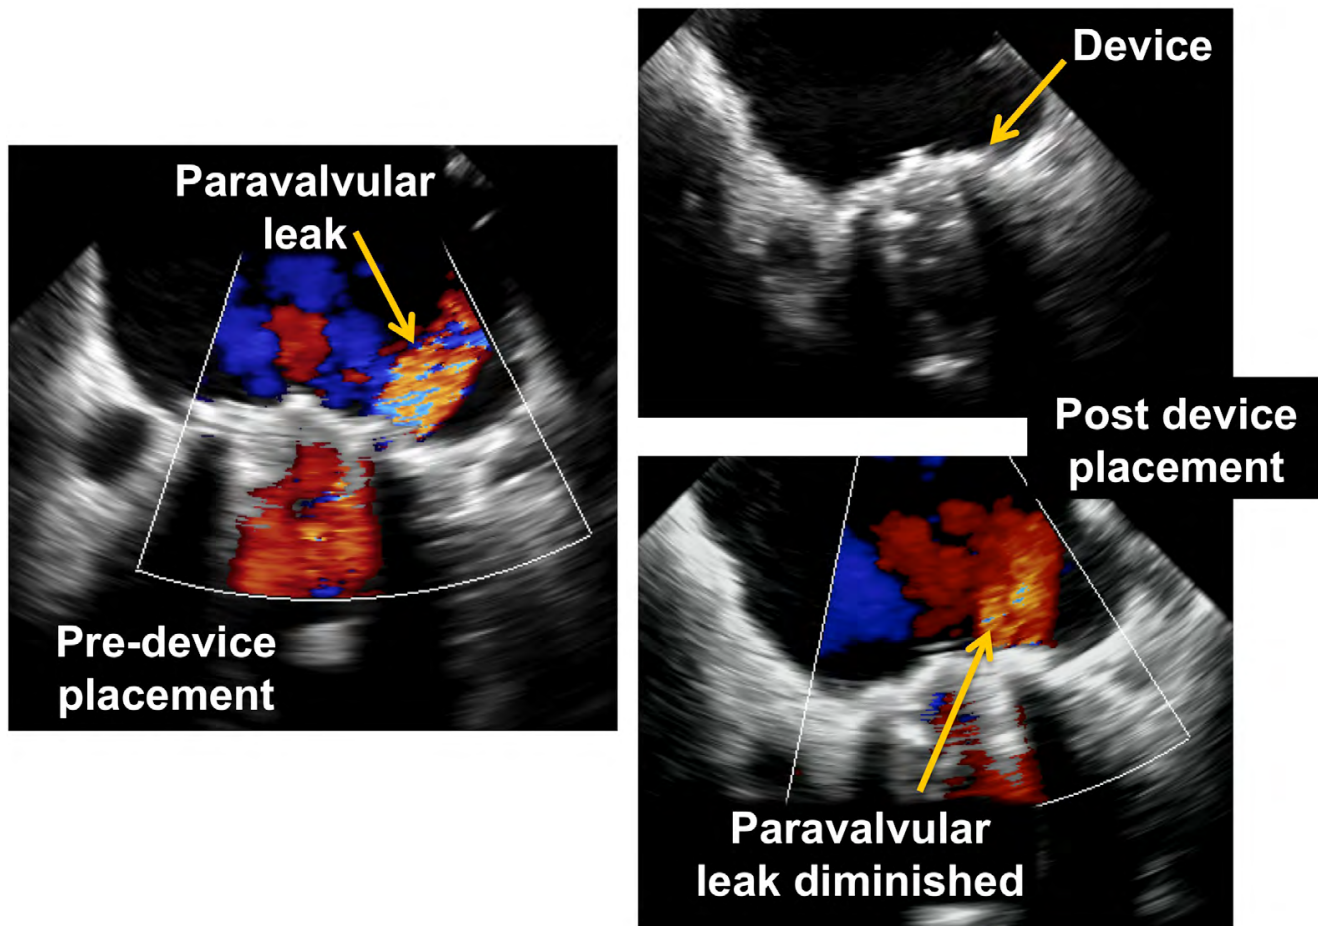 Paravalvular
leak
Pre-device
placement
Device
Post device
placement
Paravalvular
leak diminished